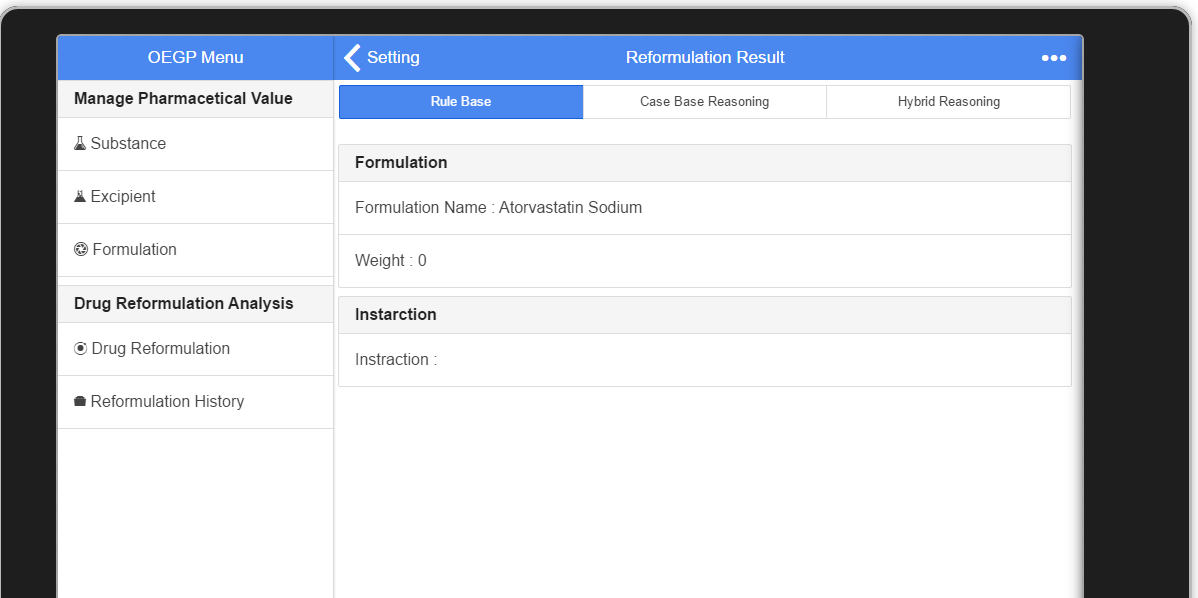 OEGP Menu
Manage Pharmacetical Value
Substance
Excipient
Formulation
Drug Reformulation Analysis
Drug Reformulation
Reformulation History
Setting
Reformulation Result
Rule Base
Case Base Reasoning
Hybrid Reasoning
Formulation
Formulation Name : Atorvastatin Sodium
Weight : 0
Instarction
Instraction :